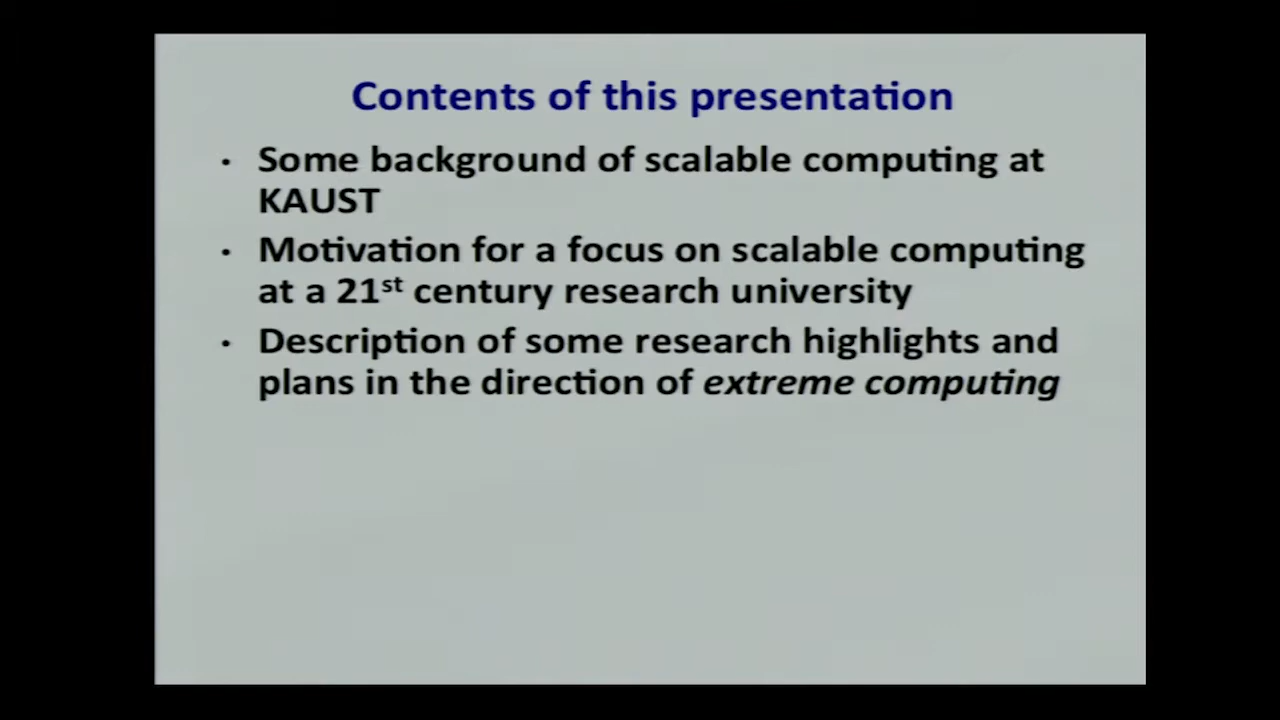 Contents of this presentation
• Some background of scalable computing at
KAUST
• Motivation for a focus on scalable computing
at a 21st century research university
• Description of some research highlights and
plans in the direction of extreme computing